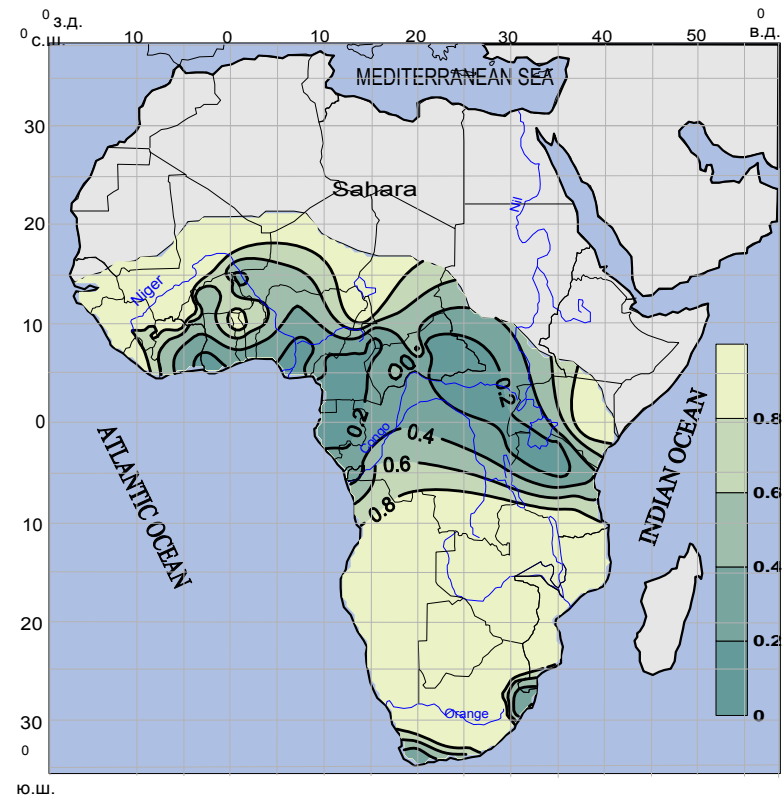 0 з.д.
0 с.ш.
10
0
10
20
30
40
50
0
в.д.
MEDITERRANEAN SEA
30
Sahara
20
Nil
Niger
10
0.8
0.2
0
0.2
0.4
Congo
0.6
0.8
ATLANTIC OCEAN
INDIAN OCEAN
0.6
0.4
10
20
0.2
0
30
Orange
0
ю.ш.